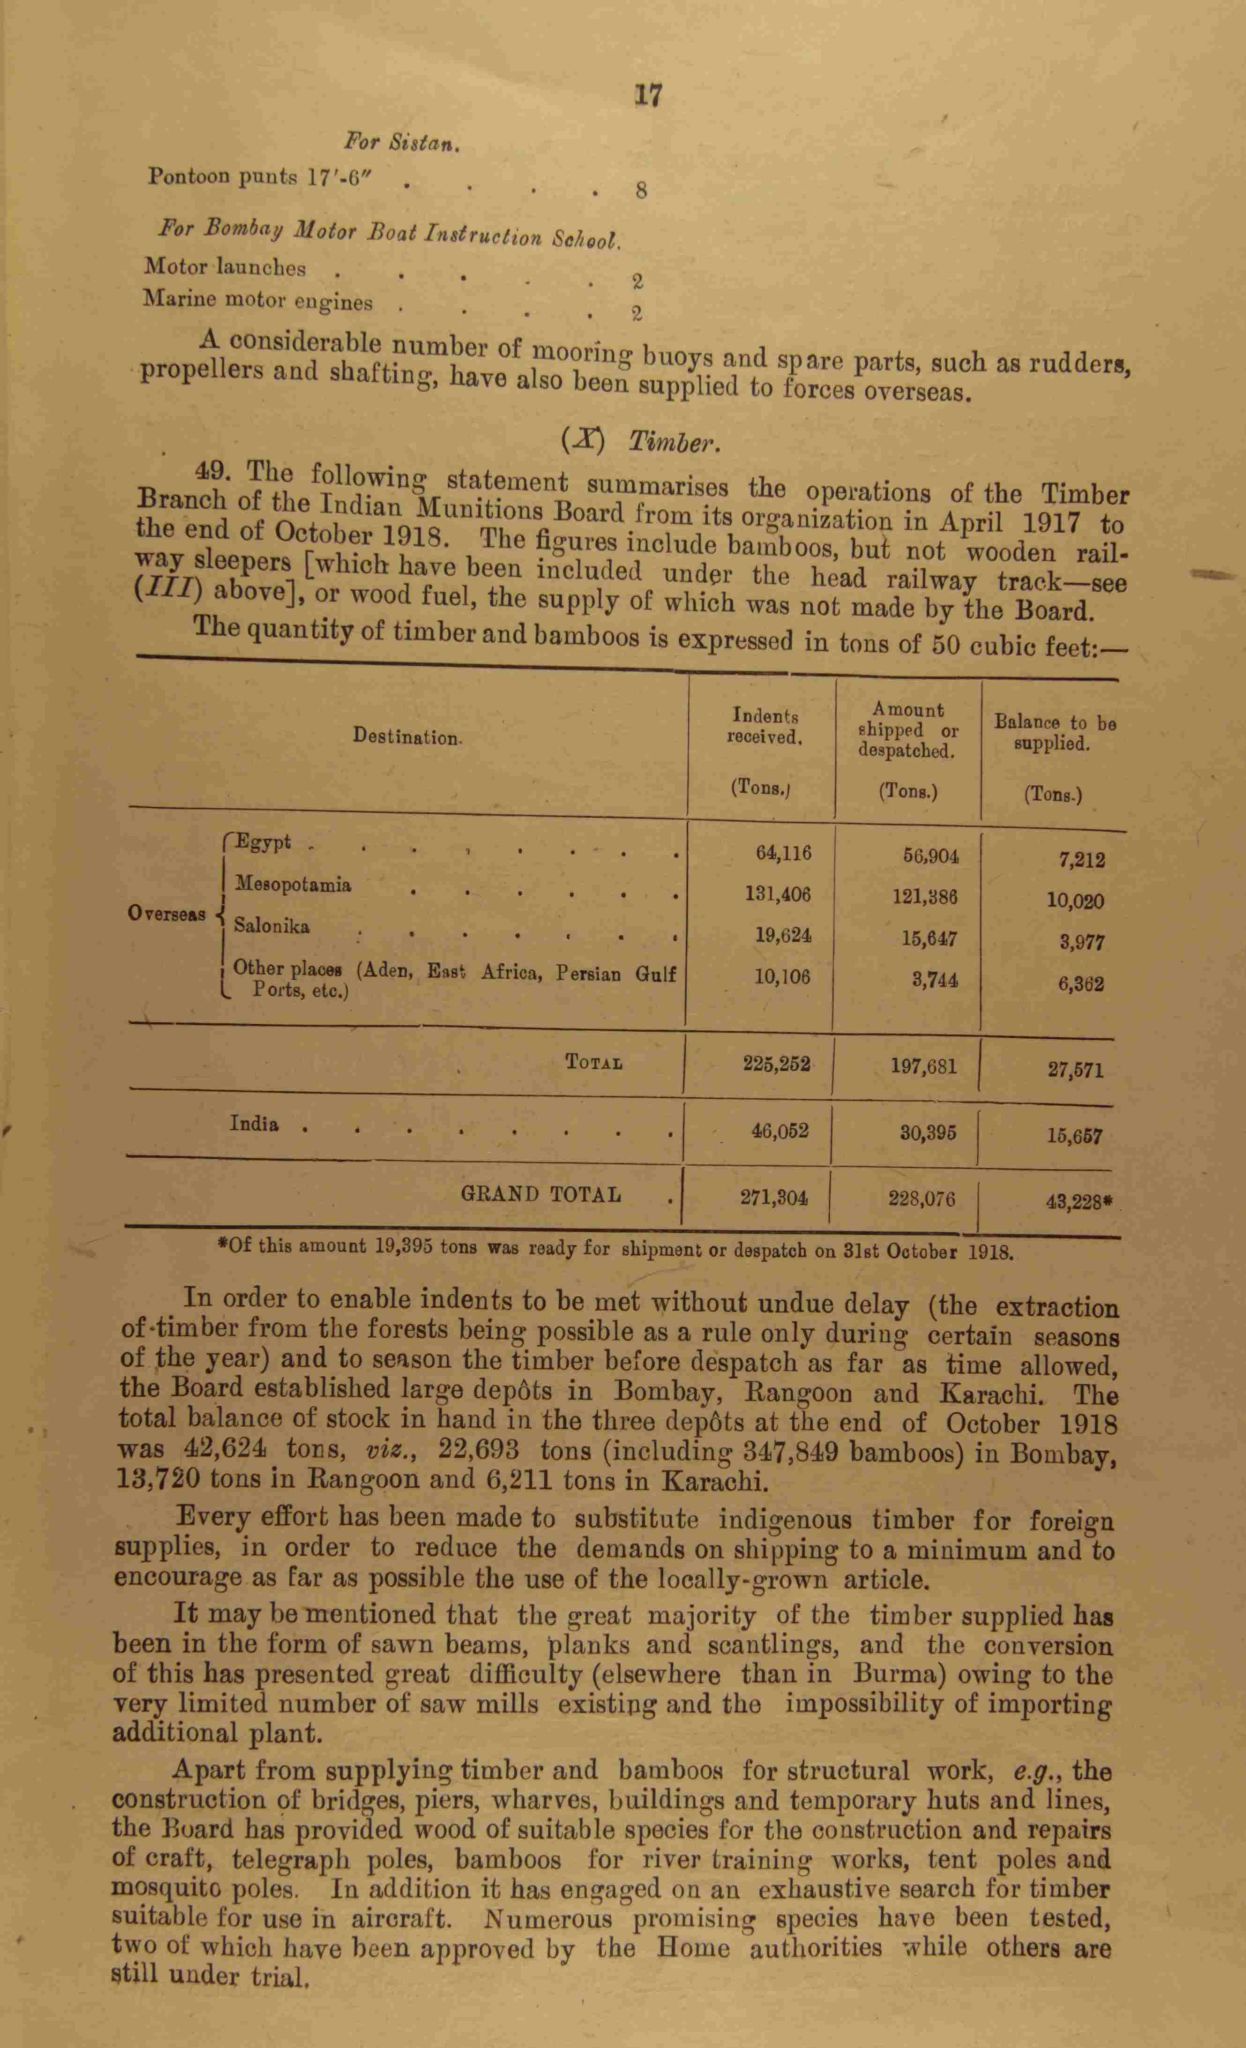 17
For Sistan.
Pontoon punts 17'-6" . . . . 8
For Bombay Motor Boat Instruction School.
Motor launches . . . . . 2
Marine motor engines . . . . 2
A considerable number of mooring buoys and spare parts, such as rudders,
propellers and shafting, have also been supplied to forces overseas.
(X) Timber.
49. The following statement summarises the operations of the Timber
Branch of the Indian Munitions Board from its organization in April 1917 to
the end of October 1918. The figures include bamboos, but not wooden rail-
way sleepers [which have been included under the head railway track—see
(III) above], or wood fuel, the supply of which was not made by the Board.
The quantity of timber and bamboos is expressed in tons of 50 cubic feet:—
Destination. Indents received. (Tons.) Amount shipped or despatched. (Tons.) Balance to be supplied. (Tons.)
Overseas
Egypt . . . . . . . . 64,116 56,904 7,212
Mesopotamia . . . . . . 131,406 121,386 10,020
Salonika . . . . . . . 19,624 15,647 3,977
Other places (Aden, East Africa, Persian Gulf
Ports, etc.) 10,106 3,744 6,362
TOTAL 225,252 197,681 27,571
India . . . . . . . . 46,052 30,395 15,657
GRAND TOTAL . 271,304 228,076 43,228*
*Of this amount 19,395 tons was ready for shipment or despatch on 31st October 1918.
In order to enable indents to be met without undue delay (the extraction
of timber from the forests being possible as a rule only during certain seasons
of the year) and to season the timber before despatch as far as time allowed,
the Board established large depôts in Bombay, Rangoon and Karachi. The
total balance of stock in hand in the three depôts at the end of October 1918
was 42,624 tons, viz., 22,693 tons (including 347,849 bamboos) in Bombay,
13,720 tons in Rangoon and 6,211 tons in Karachi.
Every effort has been made to substitute indigenous timber for foreign
supplies, in order to reduce the demands on shipping to a minimum and to
encourage as far as possible the use of the locally-grown article.
It may be mentioned that the great majority of the timber supplied has
been in the form of sawn beams, planks and scantlings, and the conversion
of this has presented great difficulty (elsewhere than in Burma) owing to the
very limited number of saw mills existing and the impossibility of importing
additional plant.
Apart from supplying timber and bamboos for structural work, e.g., the
construction of bridges, piers, wharves, buildings and temporary huts and lines,
the Board has provided wood of suitable species for the construction and repairs
of craft, telegraph poles, bamboos for river training works, tent poles and
mosquito poles. In addition it has engaged on an exhaustive search for timber
suitable for use in aircraft. Numerous promising species have been tested,
two of which have been approved by the Home authorities while others are
still under trial.